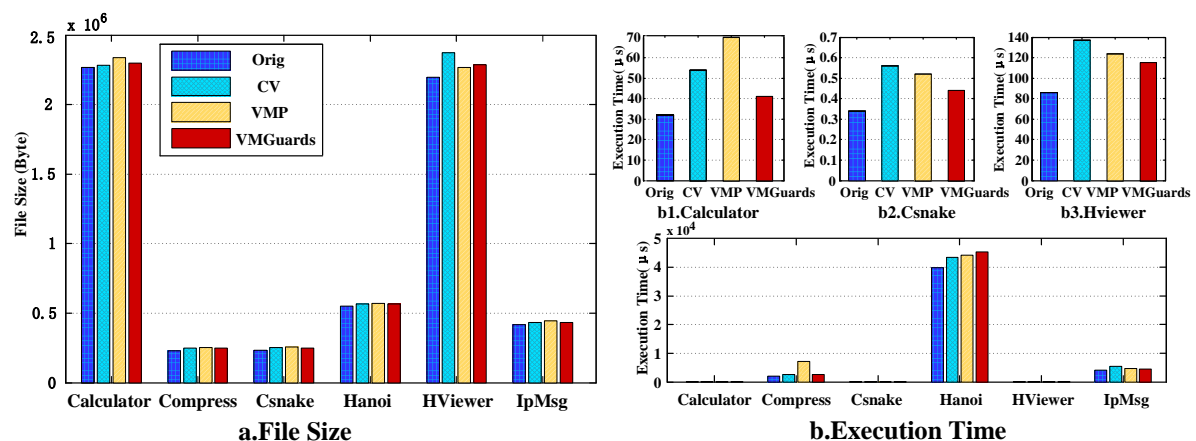 × 10^6
2.5
2
1.5
1
0.5
0
File Size (Byte)
Orig
CV
VMP
VMGuards
Calculator Compress Csnake Hanoi HViewer IpMsg
a.File Size
70
60
50
40
30
20
10
0
Execution Time(μs)
Orig CV VMP VMGuards
b1.Calculator
0.7
0.6
0.5
0.4
0.3
0.2
0.1
0
Execution Time(μs)
Orig CV VMP VMGuards
b2.Csnake
140
120
100
80
60
40
20
0
Execution Time(μs)
Orig CV VMP VMGuards
b3.Hviewer
x 10^4
5
4
3
2
1
0
Execution Time(μs)
Calculator Compress Csnake Hanoi HViewer IpMsg
b.Execution Time